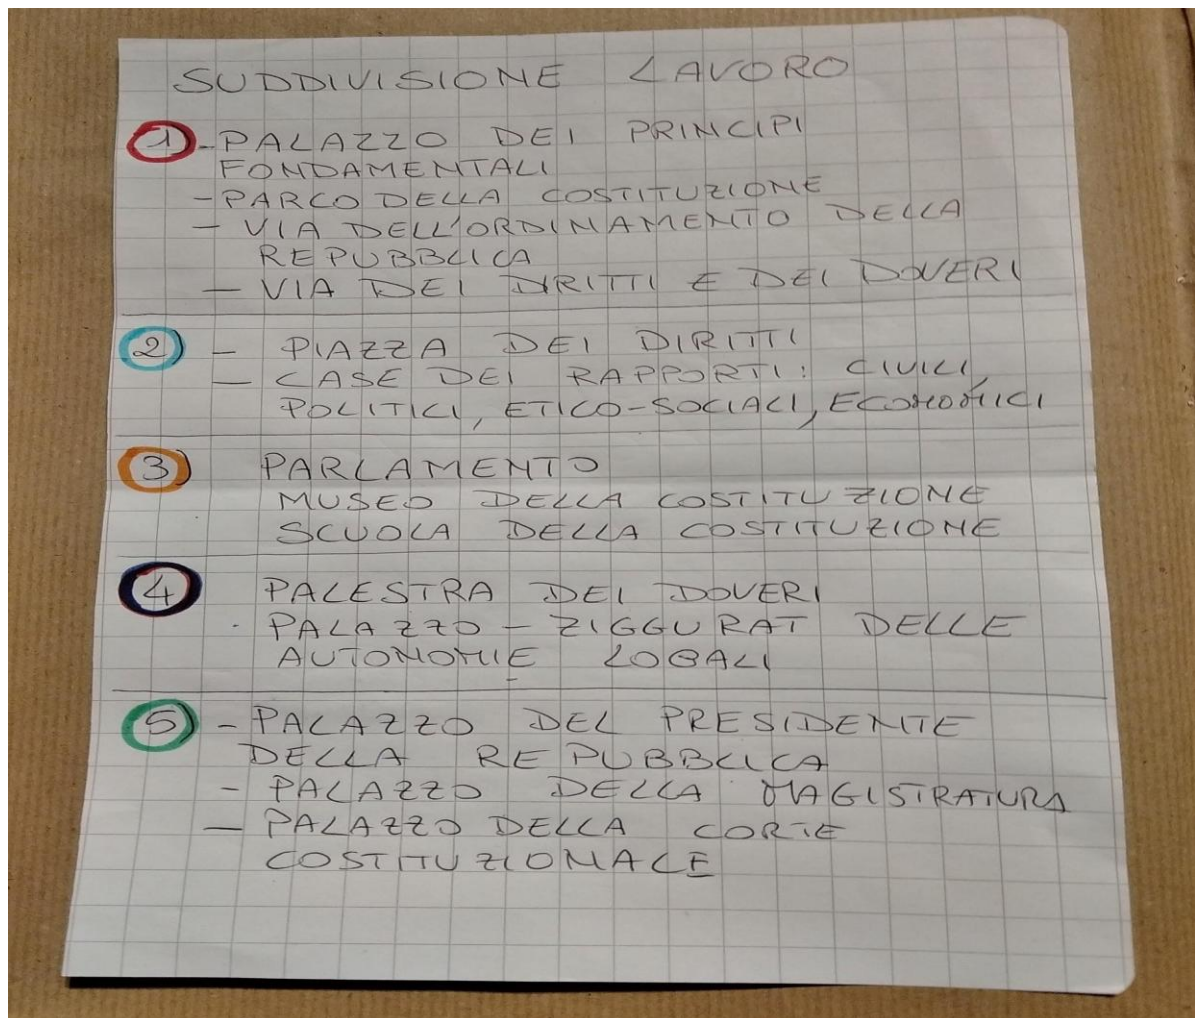 SUDDIVISIONE LAVORO
1 - PALAZZO DEI PRINCIPI
FONDAMENTALI
- PARCO DELLA COSTITUZIONE
- VIA DELL'ORDINAMENTO DELLA
REPUBBLICA
- VIA DEI DIRITTI E DEI DOVERI
2) - PIAZZA DEI DIRITTI
- CASE DEI RAPPORTI: CIVILI,
POLITICI, ETICO-SOCIALI, ECONOMICI
3) PARLAMENTO
MUSEO DELLA COSTITUZIONE
SCUOLA DELLA COSTITUZIONE
4) PALESTRA DEI DOVERI
PALAZZO - ZIGGURAT DELLE
AUTONOMIE LOCALI
5) - PALAZZO DEL PRESIDENTE
DELLA REPUBBLICA
- PALAZZO DELLA MAGISTRATURA
- PALAZZO DELLA CORTE
COSTITUZIONALE